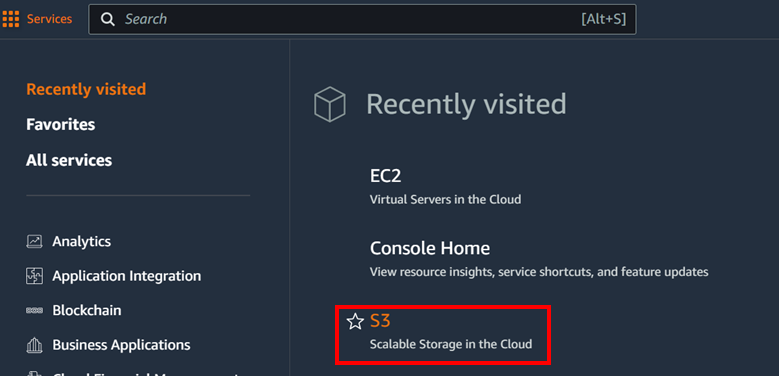 Services
Search
[Alt+S]
Recently visited
Favorites
All services
Analytics
Application Integration
Blockchain
Business Applications
Recently visited
EC2
Virtual Servers in the Cloud
Console Home
View resource insights, service shortcuts, and feature updates
S3
Scalable Storage in the Cloud